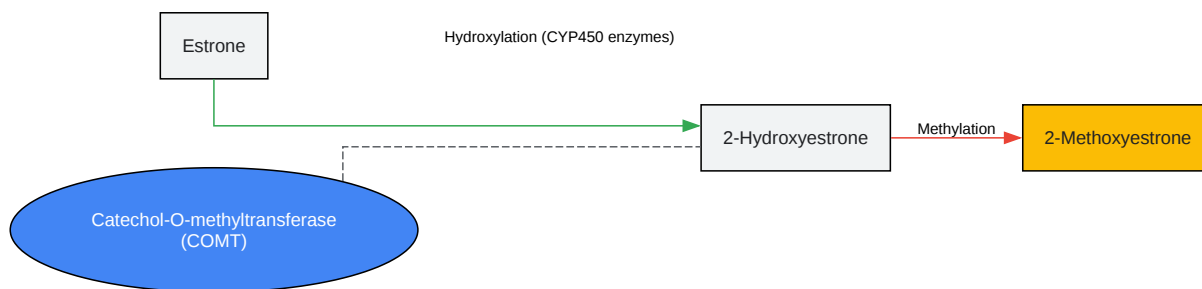 Estrone
Hydroxylation (CYP450 enzymes)
2-Hydroxyestrone
Methylation
2-Methoxyestrone
Catechol-O-methyltransferase
(COMT)